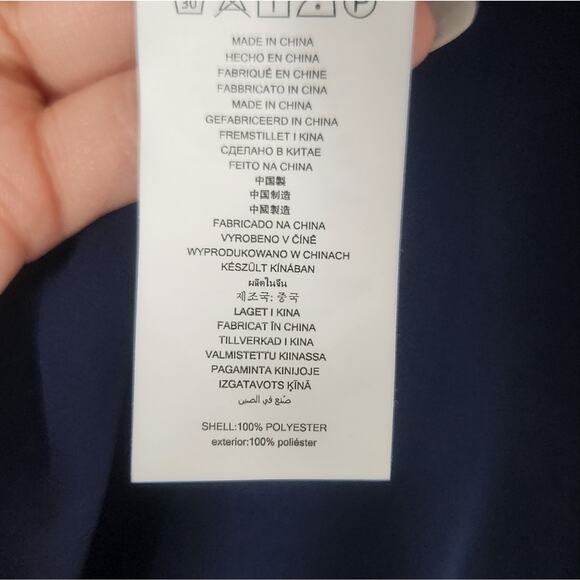 30 P
MADE IN CHINA
HECHO EN CHINA
FABRIQUÉ EN CHINE
FABBRICATO IN CINA
MADE IN CHINA
GEFABRICEERD IN CHINA
FREMSTILLET I KINA
СДЕЛАНО В КИТАЕ
FEITO NA CHINA
中国製
中国制造
中國製造
FABRICADO NA CHINA
VYROBENO V ČÍNĚ
WYPRODUKOWANO W CHINACH
KÉSZÜLT KÍNÁBAN
ผลิตในจีน
제조국: 중국
LAGET I KINA
FABRICAT ÎN CHINA
TILLVERKAD I KINA
VALMISTETTU KIINASSA
PAGAMINTA KINIJOJE
IZGATAVOTS ĶĪNĀ
صُنع في الصين
SHELL:100% POLYESTER
exterior:100% poliéster